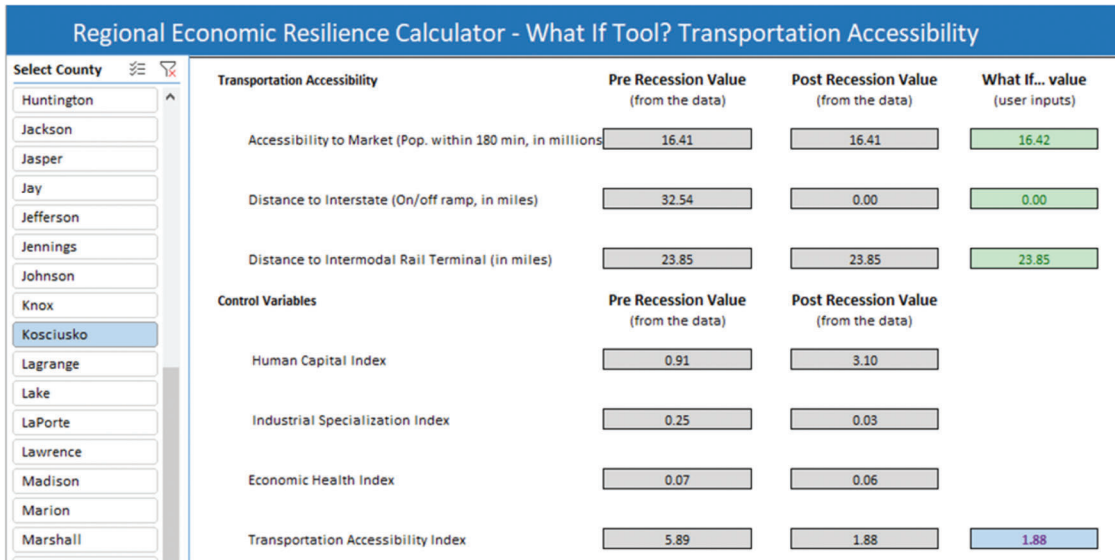 Regional Economic Resilience Calculator - What If Tool? Transportation Accessibility
Select County
Huntington
Jackson
Jasper
Jay
Jefferson
Jennings
Johnson
Knox
Kosciusko
Lagrange
Lake
LaPorte
Lawrence
Madison
Marion
Marshall
Transportation Accessibility Pre Recession Value Post Recession Value What If... value
(from the data) (from the data) (user inputs)
Accessibility to Market (Pop. within 180 min, in millions 16.41 16.41 16.42
Distance to Interstate (On/off ramp, in miles) 32.54 0.00 0.00
Distance to Intermodal Rail Terminal (in miles) 23.85 23.85 23.85
Control Variables Pre Recession Value Post Recession Value
(from the data) (from the data)
Human Capital Index 0.91 3.10
Industrial Specialization Index 0.25 0.03
Economic Health Index 0.07 0.06
Transportation Accessibility Index 5.89 1.88 1.88